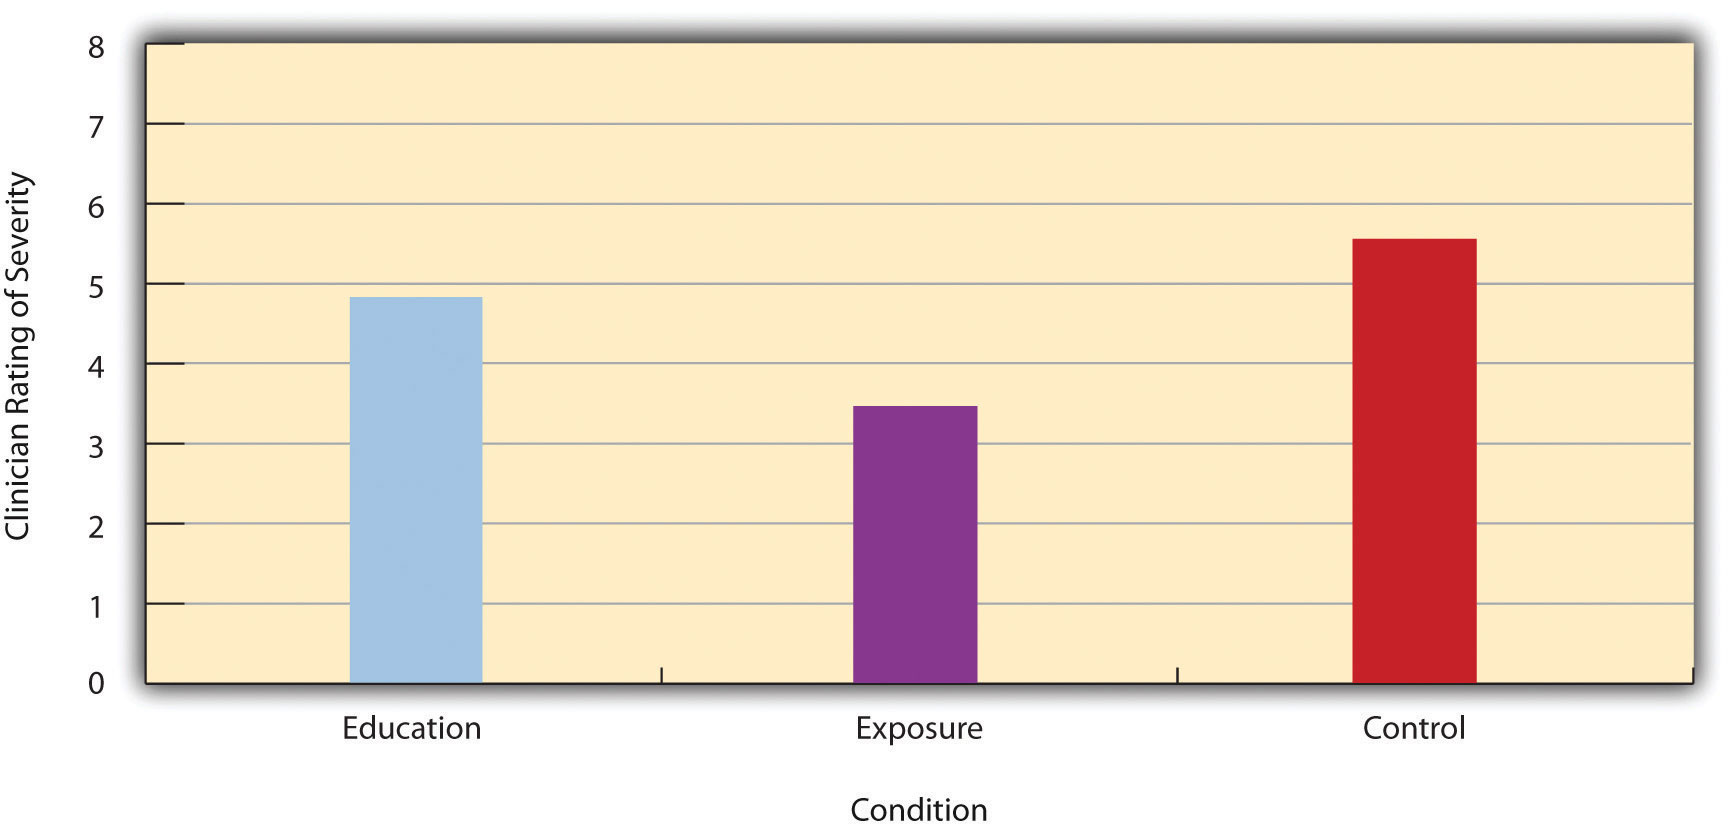 Clinician Rating of Severity
8
7
6
5
4
3
2
1
0
Education
Exposure
Control
Condition